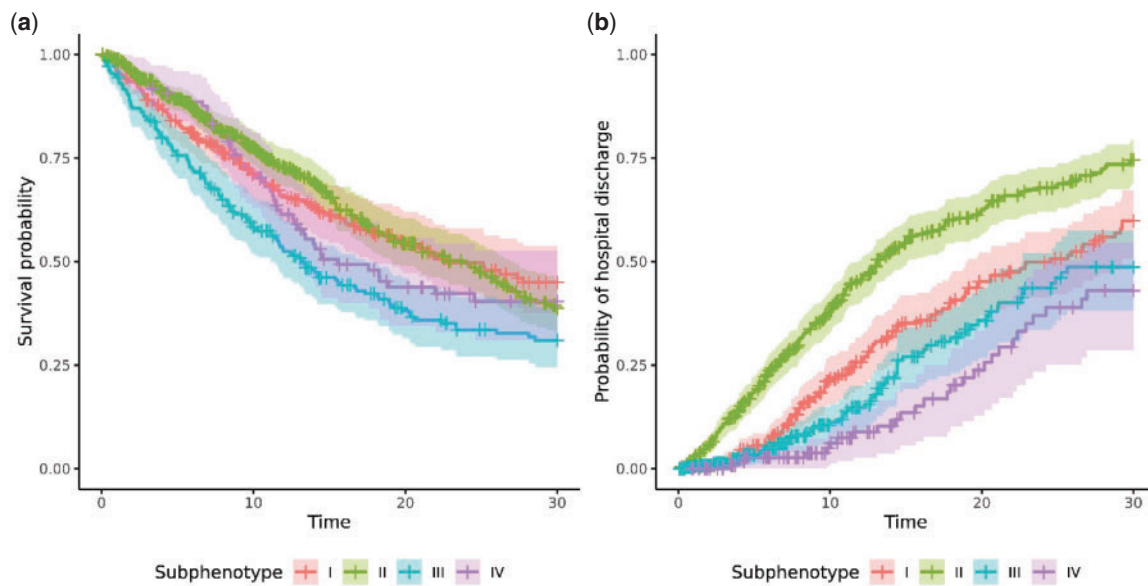 (a)
Survival probability
1.00
0.75
0.50
0.25
0.00
0 10 20 30
Time
Subphenotype I II III IV
(b)
Probability of hospital discharge
1.00
0.75
0.50
0.25
0.00
0 10 20 30
Time
Subphenotype I II III IV